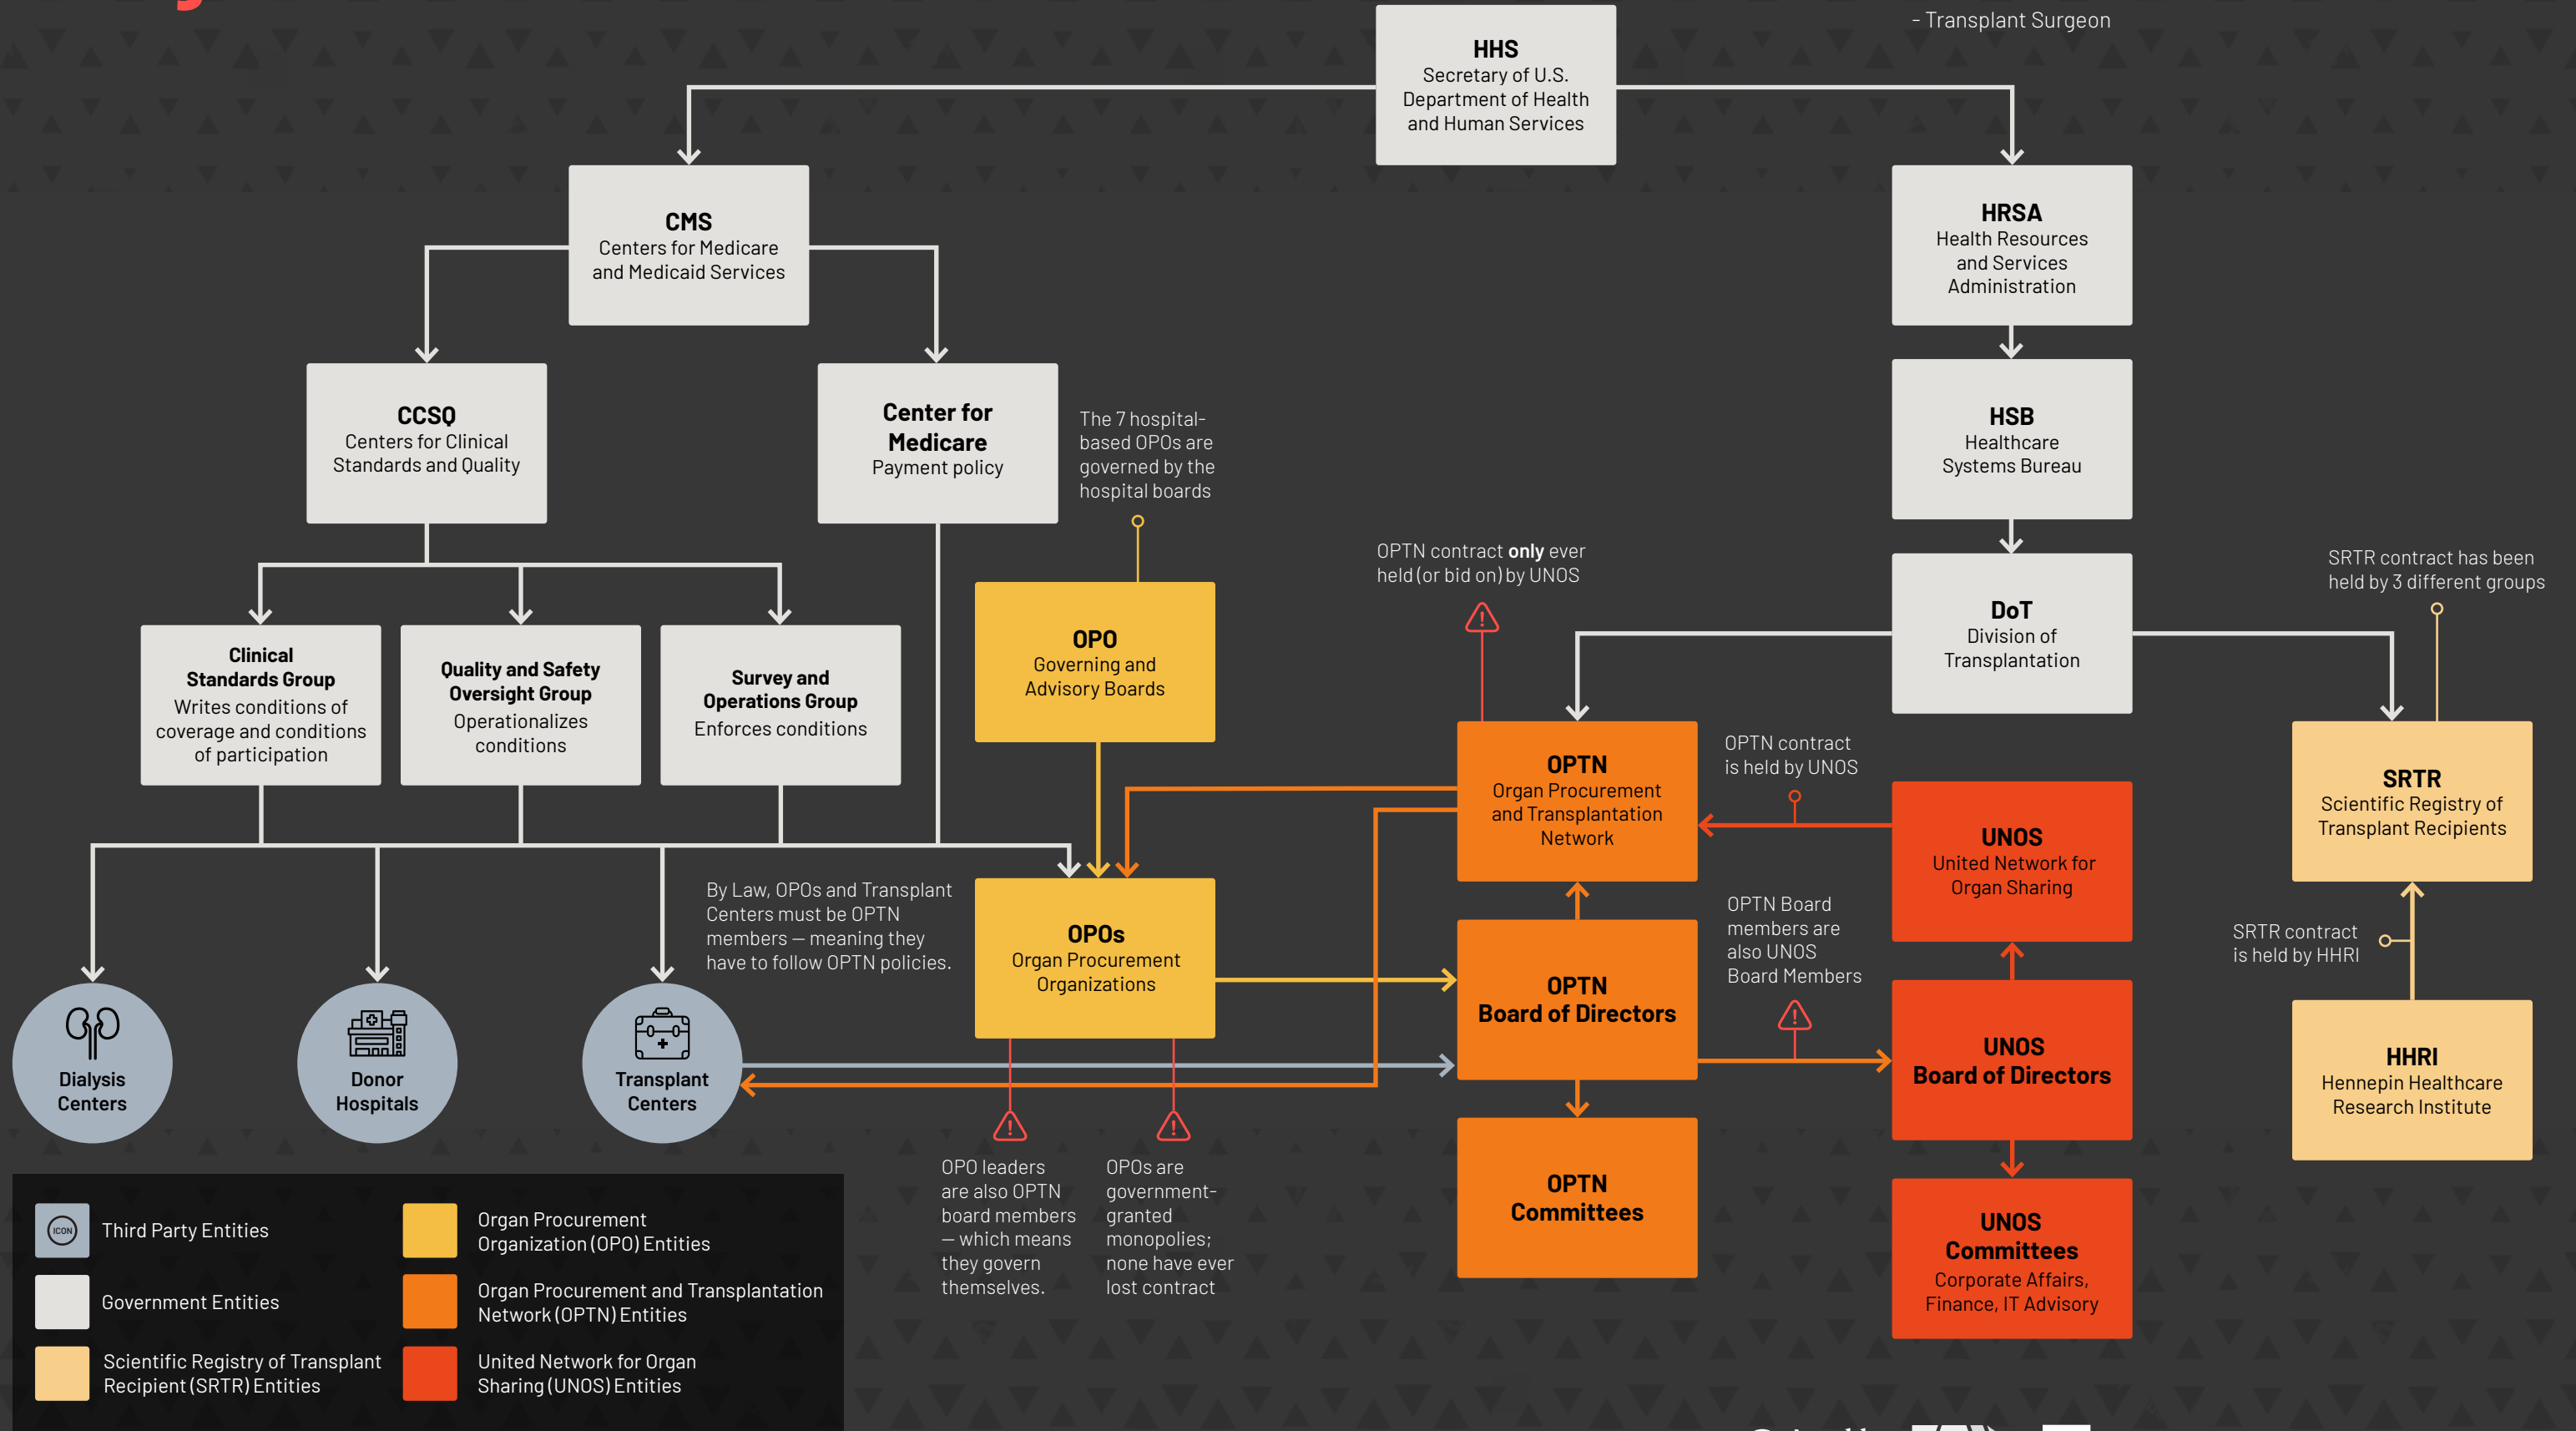 - Transplant Surgeon
HHS
Secretary of U.S.
Department of Health
and Human Services
CMS
Centers for Medicare
and Medicaid Services
HRSA
Health Resources
and Services
Administration
CCSQ
Centers for Clinical
Standards and Quality
Center for
Medicare
Payment policy
The 7 hospital-
based OPOs are
governed by the
hospital boards
HSB
Healthcare
Systems Bureau
OPTN contract only ever
held (or bid on) by UNOS
SRTR contract has been
held by 3 different groups
DoT
Division of
Transplantation
Clinical
Standards Group
Writes conditions of
coverage and conditions
of participation
Quality and Safety
Oversight Group
Operationalizes
conditions
Survey and
Operations Group
Enforces conditions
OPO
Governing and
Advisory Boards
OPTN
Organ Procurement
and Transplantation
Network
OPTN contract
is held by UNOS
UNOS
United Network for
Organ Sharing
SRTR
Scientific Registry of
Transplant Recipients
By Law, OPOs and Transplant
Centers must be OPTN
members — meaning they
have to follow OPTN policies.
OPOs
Organ Procurement
Organizations
OPTN
Board of Directors
OPTN Board
members are
also UNOS
Board Members
SRTR contract
is held by HHRI
UNOS
Board of Directors
HHRI
Hennepin Healthcare
Research Institute
Dialysis
Centers
Donor
Hospitals
Transplant
Centers
OPO leaders
are also OPTN
board members
— which means
they govern
themselves.
OPOs are
government-
granted
monopolies;
none have ever
lost contract
OPTN
Committees
UNOS
Committees
Corporate Affairs,
Finance, IT Advisory
ICON
Third Party Entities
Government Entities
Scientific Registry of Transplant
Recipient (SRTR) Entities
Organ Procurement
Organization (OPO) Entities
Organ Procurement and Transplantation
Network (OPTN) Entities
United Network for Organ
Sharing (UNOS) Entities